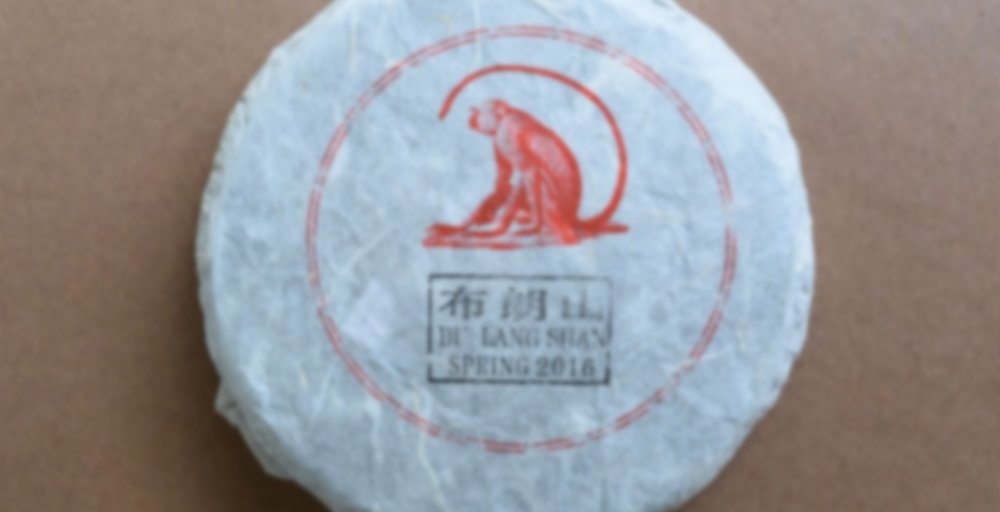 布朗山
BU LANG SHAN
SPRING 2016